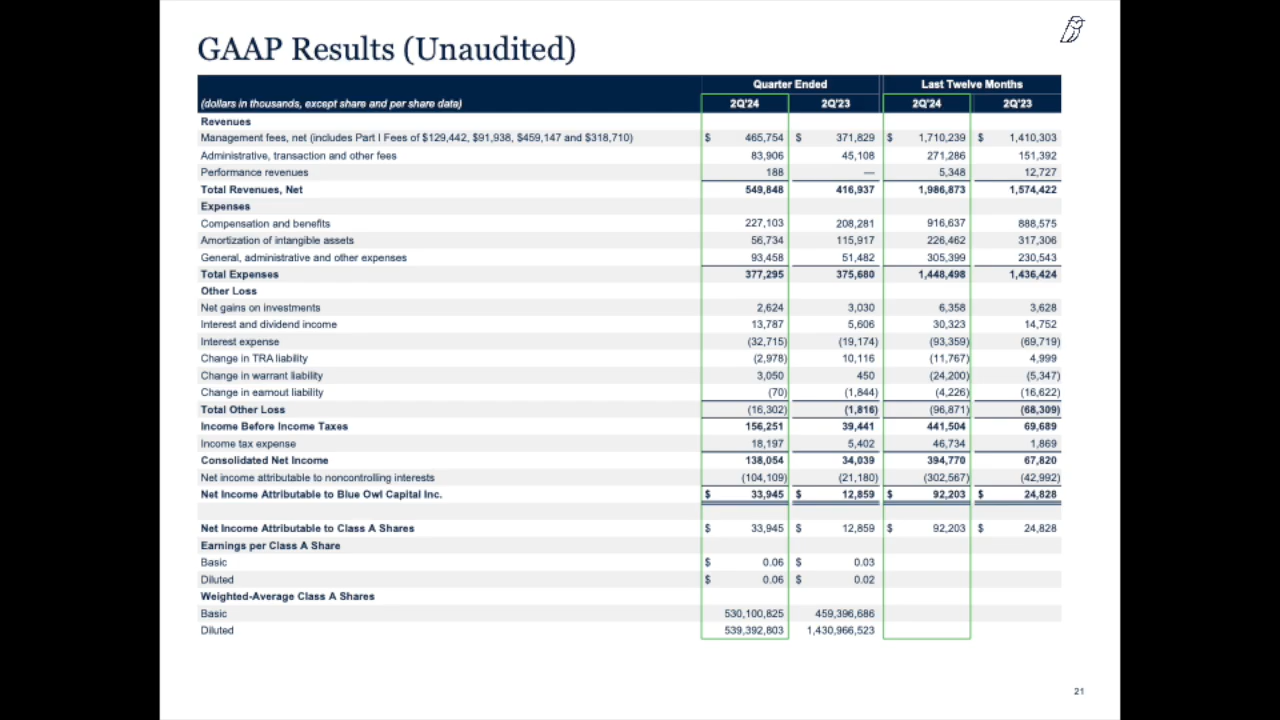 GAAP Results (Unaudited)
Quarter Ended Last Twelve Months
(dollars in thousands, except share and per share data) 2Q'24 2Q'23 2Q'24 2Q'23
Revenues
Management fees, net (includes Part I Fees of $129,442, $91,938, $459,147 and $318,710) $ 465,754 $ 371,829 $ 1,710,239 $ 1,410,303
Administrative, transaction and other fees 83,906 45,108 271,286 151,392
Performance revenues 188 — 5,348 12,727
Total Revenues, Net 549,848 416,937 1,986,873 1,574,422
Expenses
Compensation and benefits 227,103 208,281 916,637 888,575
Amortization of intangible assets 56,734 115,917 226,462 317,306
General, administrative and other expenses 93,458 51,482 305,399 230,543
Total Expenses 377,295 375,680 1,448,498 1,436,424
Other Loss
Net gains on investments 2,624 3,030 6,358 3,628
Interest and dividend income 13,787 5,606 30,323 14,752
Interest expense (32,715) (19,174) (93,359) (69,719)
Change in TRA liability (2,978) 10,116 (11,767) 4,999
Change in warrant liability 3,050 450 (24,200) (5,347)
Change in earnout liability (70) (1,844) (4,226) (16,622)
Total Other Loss (16,302) (1,816) (96,871) (68,309)
Income Before Income Taxes 156,251 39,441 441,504 69,689
Income tax expense 18,197 5,402 46,734 1,869
Consolidated Net Income 138,054 34,039 394,770 67,820
Net income attributable to noncontrolling interests (104,109) (21,180) (302,567) (42,992)
Net Income Attributable to Blue Owl Capital Inc. $ 33,945 $ 12,859 $ 92,203 $ 24,828
Net Income Attributable to Class A Shares $ 33,945 $ 12,859 $ 92,203 $ 24,828
Earnings per Class A Share
Basic $ 0.06 $ 0.03
Diluted $ 0.06 $ 0.02
Weighted-Average Class A Shares
Basic 530,100,825 459,396,686
Diluted 539,392,803 1,430,966,523
21